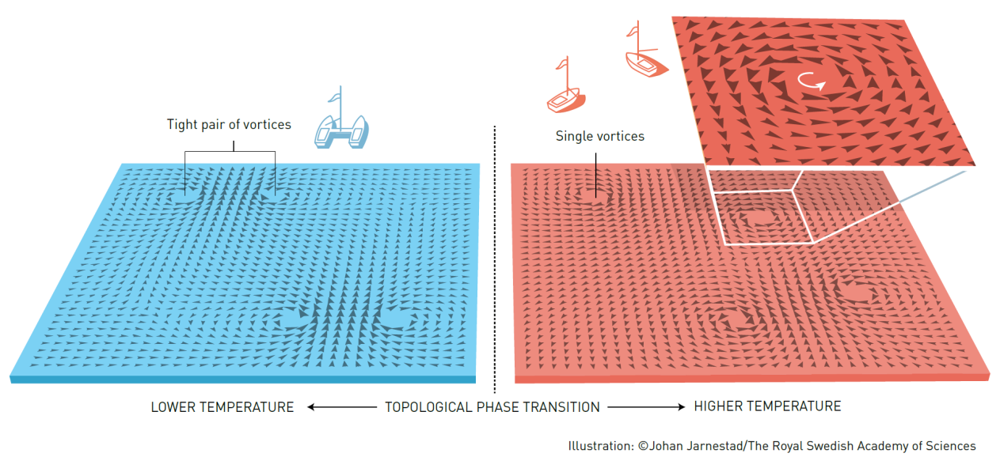 Tight pair of vortices
Single vortices
LOWER TEMPERATURE
TOPOLOGICAL PHASE TRANSITION
HIGHER TEMPERATURE
Illustration: ©Johan Jarnestad/The Royal Swedish Academy of Sciences